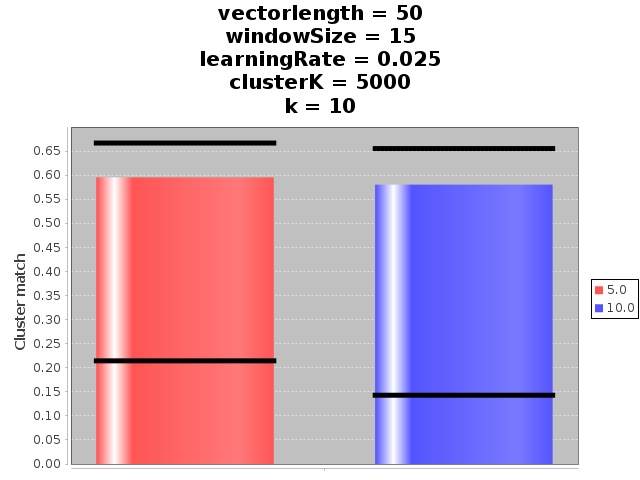 vectorlength = 50
windowSize = 15
learningRate = 0.025
clusterK = 5000
k = 10
Cluster match
0.65
0.60
0.55
0.50
0.45
0.40
0.35
0.30
0.25
0.20
0.15
0.10
0.05
0.00
5.0
10.0